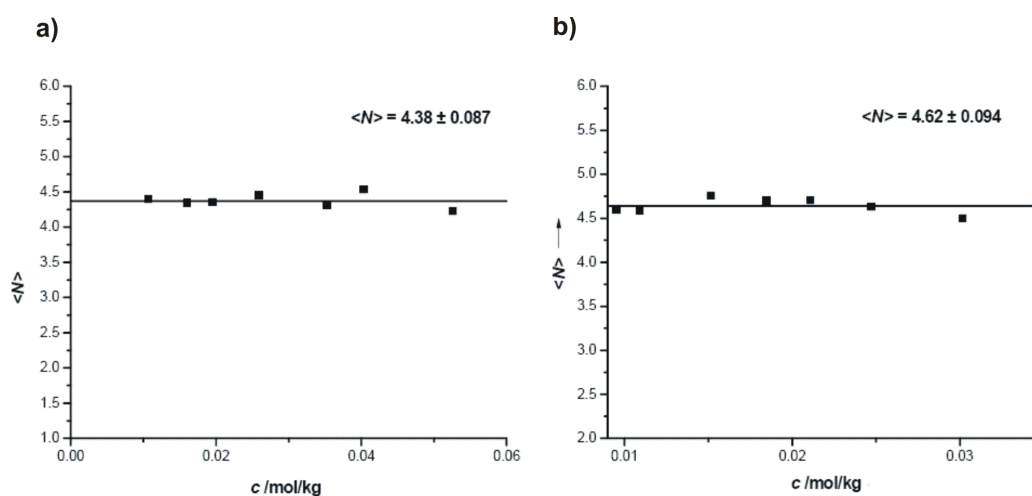 a)
<N> = 4.38 ± 0.087
6.0
5.5
5.0
4.5
4.0
3.5
3.0
2.5
2.0
1.5
1.0
<N>
0.00 0.02 0.04 0.06
c /mol/kg
b)
<N> = 4.62 ± 0.094
6.0
5.5
5.0
4.5
4.0
3.5
3.0
2.5
2.0
<N>
0.01 0.02 0.03
c /mol/kg